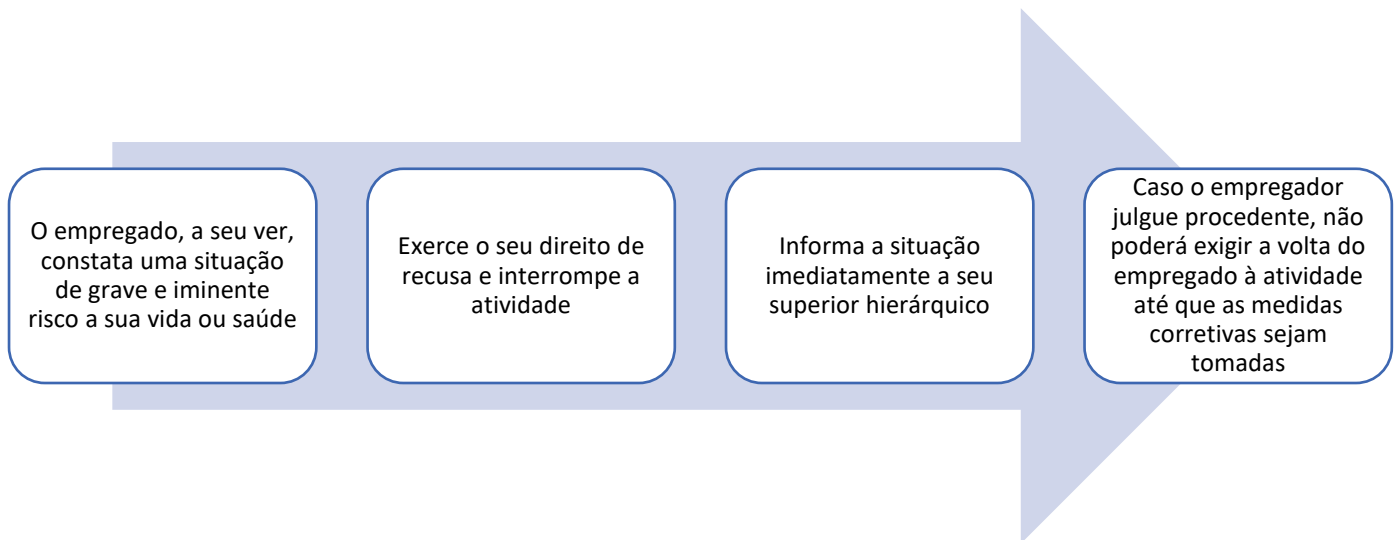 O empregado, a seu ver,
constata uma situação
de grave e iminente
risco a sua vida ou saúde
Exerce o seu direito de
recusa e interrompe a
atividade
Informa a situação
imediatamente a seu
superior hierárquico
Caso o empregador
julgue procedente, não
poderá exigir a volta do
empregado à atividade
até que as medidas
corretivas sejam
tomadas